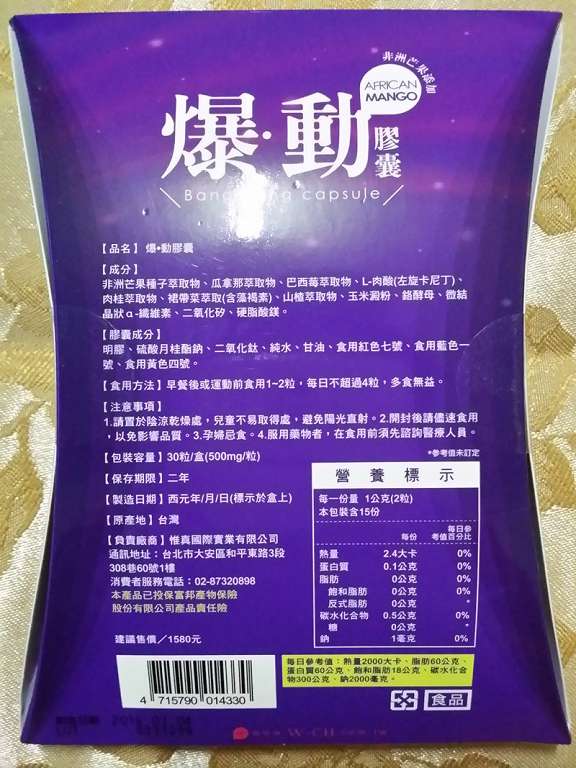 非洲芒果添加
AFRICAN
MANGO
爆·動
膠囊
capsule
【品名】爆•動膠囊
【成分】
非洲芒果種子萃取物、瓜拿那萃取物、巴西莓萃取物、L-肉酸(左旋卡尼丁)、
肉桂萃取物、裙帶菜萃取(含藻褐素)、山楂萃取物、玉米澱粉、鉻酵母、微結
晶狀α-纖維素、二氧化矽、硬脂酸鎂。
【膠囊成分】
明膠、硫酸月桂酯鈉、二氧化鈦、純水、甘油、食用紅色七號、食用藍色一
號、食用黃色四號。
【食用方法】早餐後或運動前食用1~2粒，每日不超過4粒，多食無益。
【注意事項】
1.請置於陰涼乾燥處，兒童不易取得處，避免陽光直射。2.開封後請儘速食用
，以免影響品質。3.孕婦忌食。4.服用藥物者，在食用前須先諮詢醫療人員。
【包裝容量】30粒/盒(500mg/粒)
*參考值未訂定
【保存期限】二年
【製造日期】西元年/月/日(標示於盒上)
【原產地】台灣
【負責廠商】惟真國際實業有限公司
通訊地址：台北市大安區和平東路3段
308巷60號1樓
消費者服務電話：02-87320898
本產品已投保富邦產物保險
股份有限公司產品責任險
建議售價／1580元
營養標示
每一份量 1公克(2粒)
本包裝含15份
每份 每日參考值百分比
熱量 2.4大卡 0%
蛋白質 0.1公克 0%
脂肪 0公克 0%
飽和脂肪 0公克 0%
反式脂肪 0公克 *
碳水化合物 0.5公克 0%
糖 0公克 *
鈉 1毫克 0%
每日參考值：熱量2000大卡、脂肪60公克、
蛋白質60公克、飽和脂肪18公克、碳水化合
物300公克、鈉2000毫克。
4 715790 014330
食品